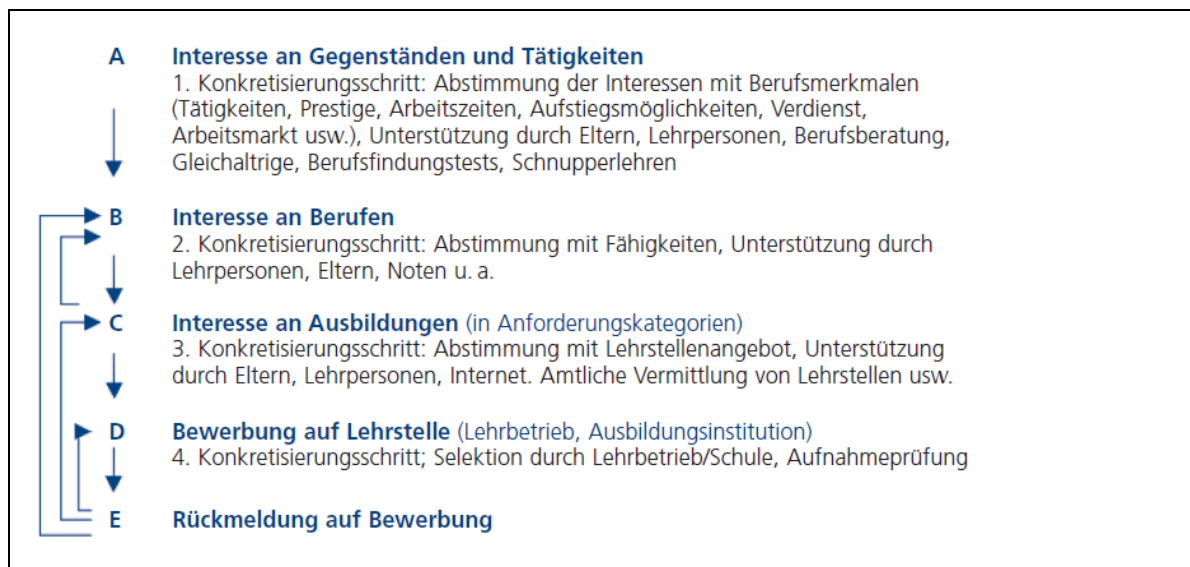 A Interesse an Gegenständen und Tätigkeiten
1. Konkretisierungsschritt: Abstimmung der Interessen mit Berufsmerkmalen
(Tätigkeiten, Prestige, Arbeitszeiten, Aufstiegsmöglichkeiten, Verdienst,
Arbeitsmarkt usw.), Unterstützung durch Eltern, Lehrpersonen, Berufsberatung,
Gleichaltrige, Berufsfindungstests, Schnupperlehren
B Interesse an Berufen
2. Konkretisierungsschritt: Abstimmung mit Fähigkeiten, Unterstützung durch
Lehrpersonen, Eltern, Noten u. a.
C Interesse an Ausbildungen (in Anforderungskategorien)
3. Konkretisierungsschritt: Abstimmung mit Lehrstellenangebot, Unterstützung
durch Eltern, Lehrpersonen, Internet. Amtliche Vermittlung von Lehrstellen usw.
D Bewerbung auf Lehrstelle (Lehrbetrieb, Ausbildungsinstitution)
4. Konkretisierungsschritt; Selektion durch Lehrbetrieb/Schule, Aufnahmeprüfung
E Rückmeldung auf Bewerbung